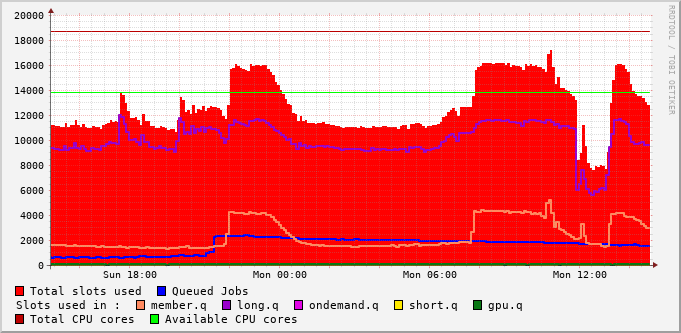 20000
18000
16000
14000
12000
10000
8000
6000
4000
2000
0
Sun 18:00 Mon 00:00 Mon 06:00 Mon 12:00
RRDTOOL / TOBI OETIKER
Total slots used Queued Jobs
Slots used in : member.q long.q ondemand.q short.q gpu.q
Total CPU cores Available CPU cores